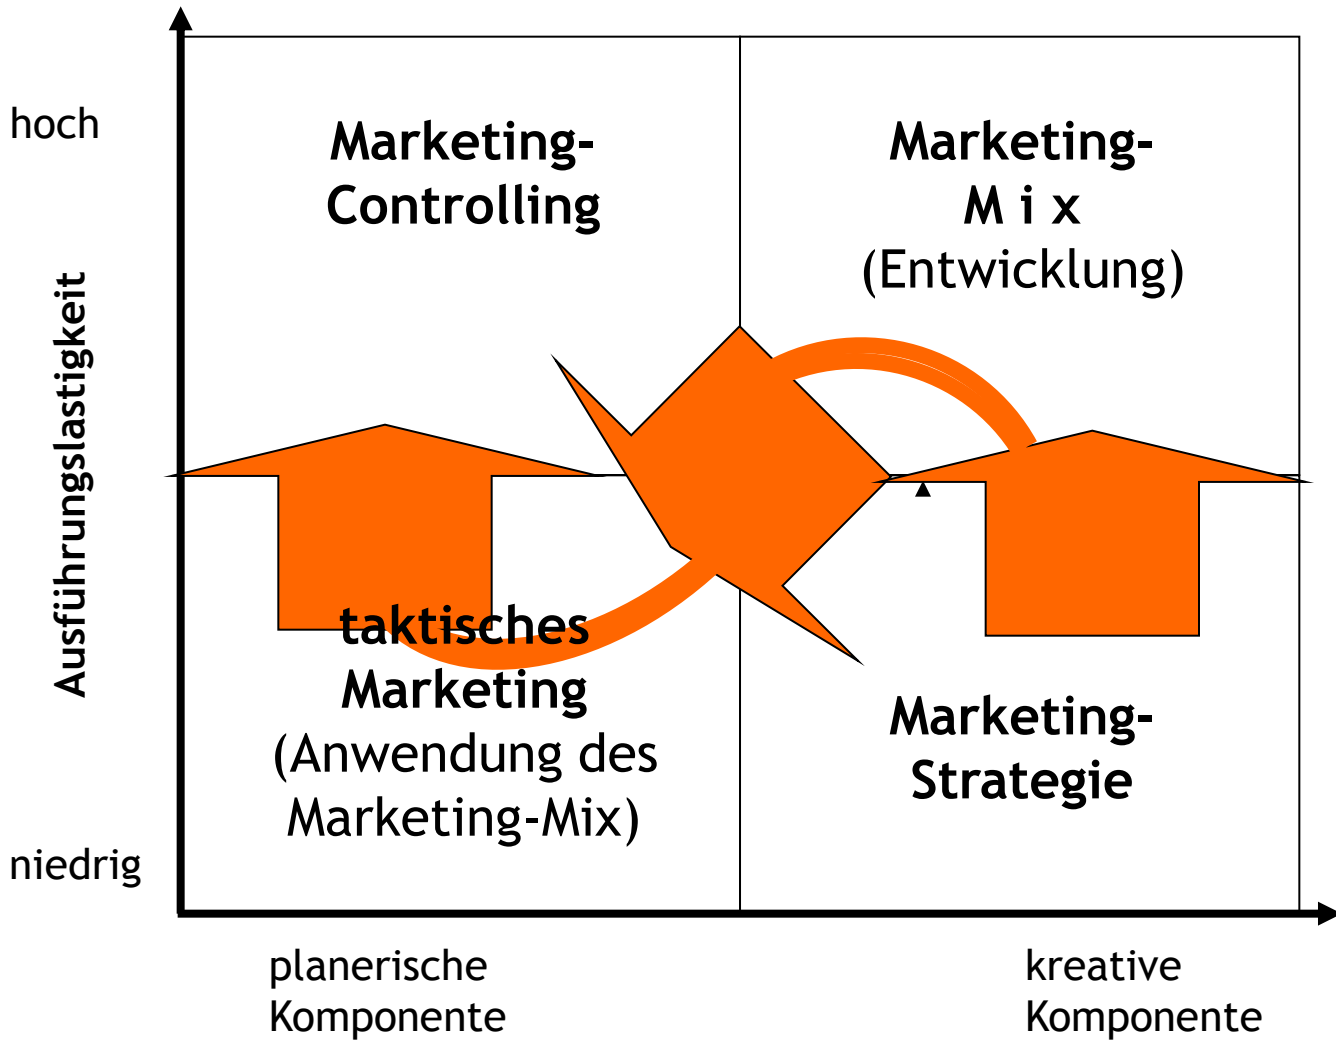 hoch
Marketing-
Controlling
Marketing-
M i x
(Entwicklung)
Ausführungslastigkeit
taktisches
Marketing
(Anwendung des
Marketing-Mix)
Marketing-
Strategie
niedrig
planerische
Komponente
kreative
Komponente